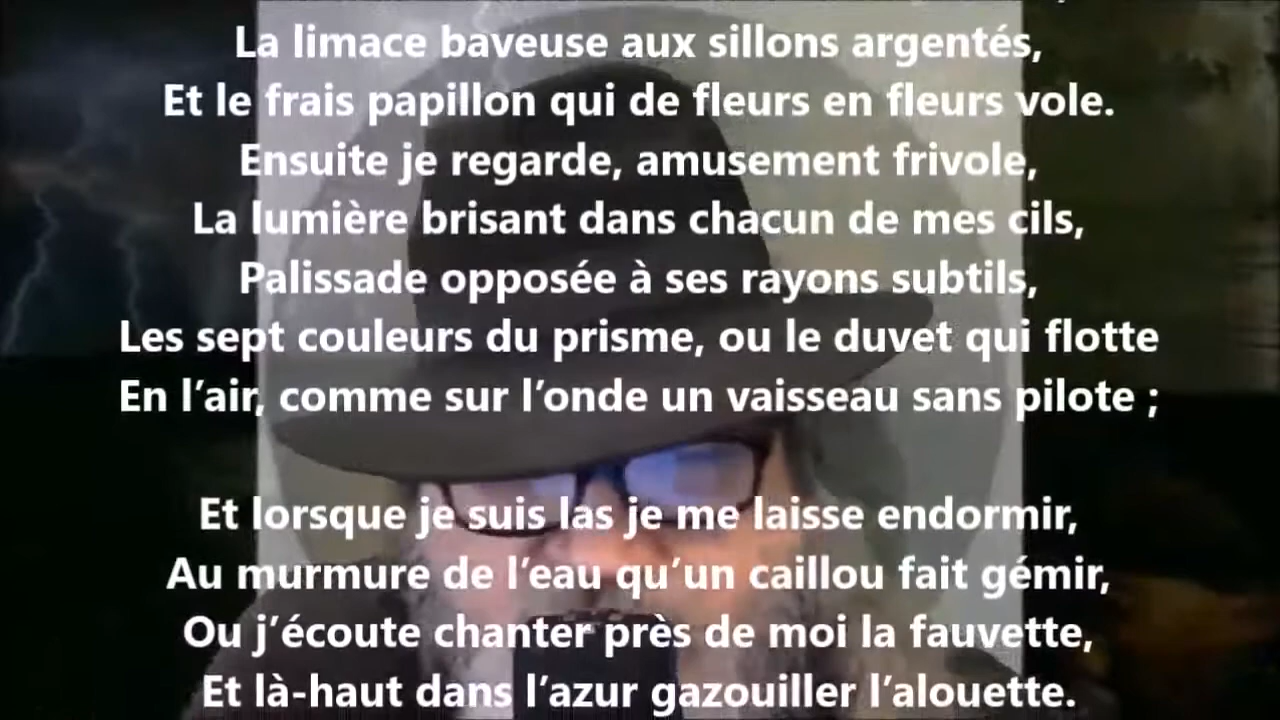 La limace baveuse aux sillons argentés,
Et le frais papillon qui de fleurs en fleurs vole.
Ensuite je regarde, amusement frivole,
La lumière brisant dans chacun de mes cils,
Palissade opposée à ses rayons subtils,
Les sept couleurs du prisme, ou le duvet qui flotte
En l’air, comme sur l’onde un vaisseau sans pilote ;
Et lorsque je suis las je me laisse endormir,
Au murmure de l’eau qu’un caillou fait gémir,
Ou j’écoute chanter près de moi la fauvette,
Et là-haut dans l’azur gazouiller l’alouette.